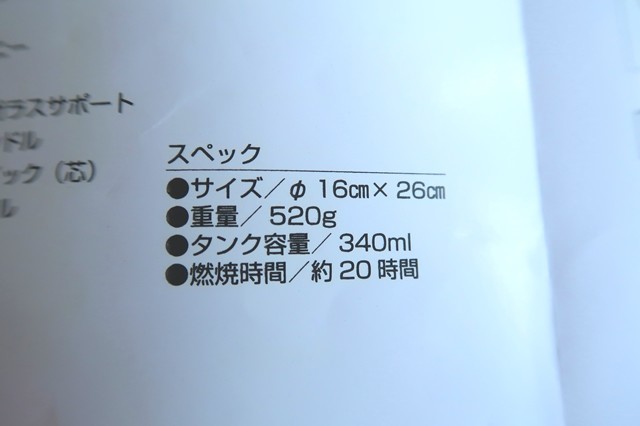 ラスサポート
ドル
ック（芯）
ル
スペック
●サイズ／φ 16㎝× 26㎝
●重量／ 520g
●タンク容量／ 340ml
●燃焼時間／約 20 時間